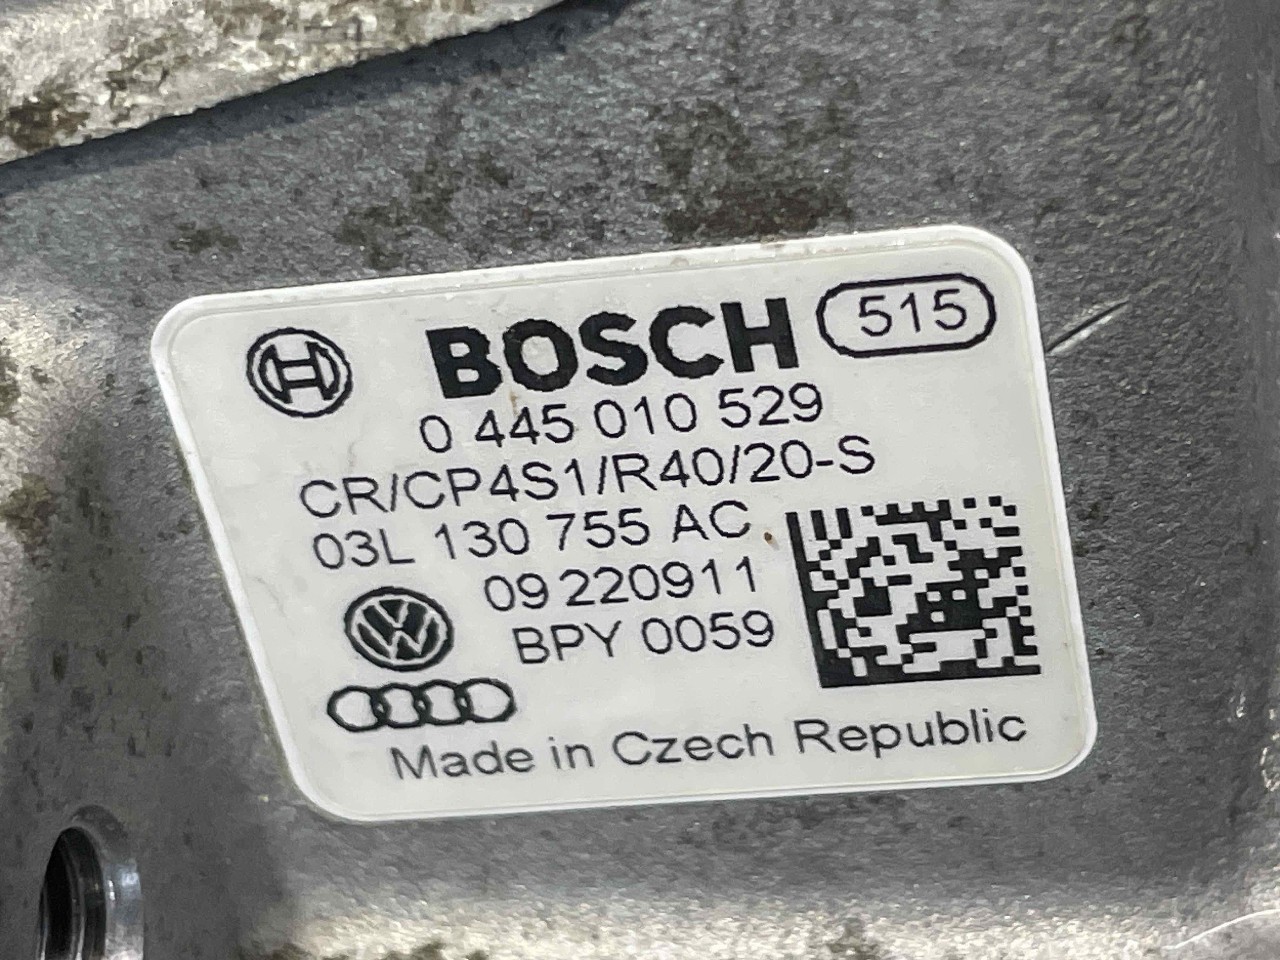 BOSCH 515
0 445 010 529
CR/CP4S1/R40/20-S
03L 130 755 AC
09 220911
BPY 0059
Made in Czech Republic